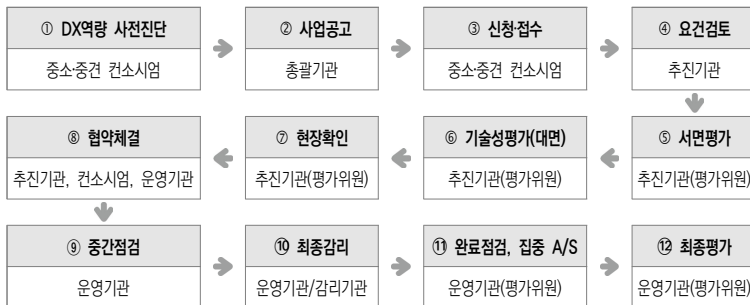 ① DX역량 사전진단
중소·중견 컨소시엄
② 사업공고
총괄기관
③ 신청·접수
중소·중견 컨소시엄
④ 요건검토
추진기관
⑤ 서면평가
추진기관(평가위원)
⑥ 기술성평가(대면)
추진기관(평가위원)
⑦ 현장확인
추진기관(평가위원)
⑧ 협약체결
추진기관, 컨소시엄, 운영기관
⑨ 중간점검
운영기관
⑩ 최종감리
운영기관/감리기관
⑪ 완료점검, 집중 A/S
운영기관(평가위원)
⑫ 최종평가
운영기관(평가위원)